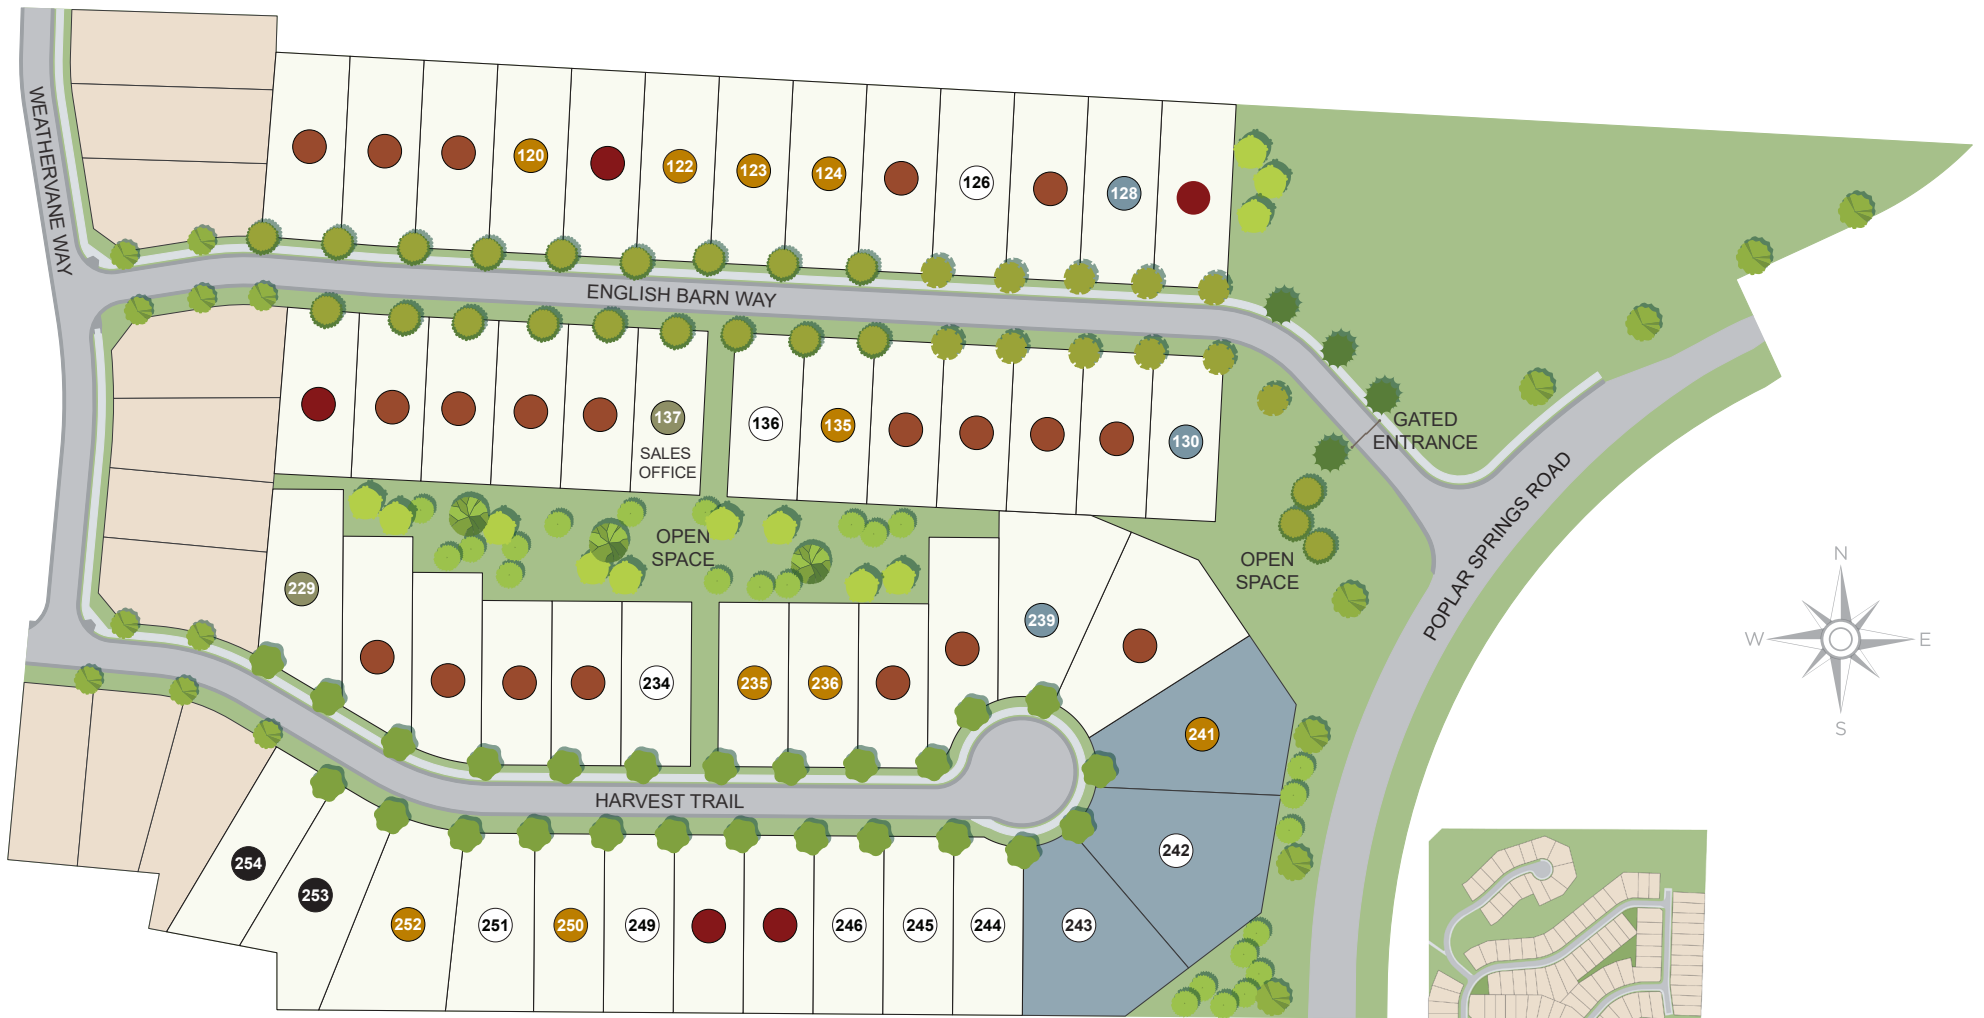 WEATHERVANE WAY
120
122
123
124
126
128
ENGLISH BARN WAY
137
SALES
OFFICE
136
135
130
GATED
ENTRANCE
POPLAR SPRINGS ROAD
OPEN
SPACE
OPEN
SPACE
229
234
235
236
239
241
242
243
HARVEST TRAIL
254
253
252
251
250
249
246
245
244
N
W
E
S